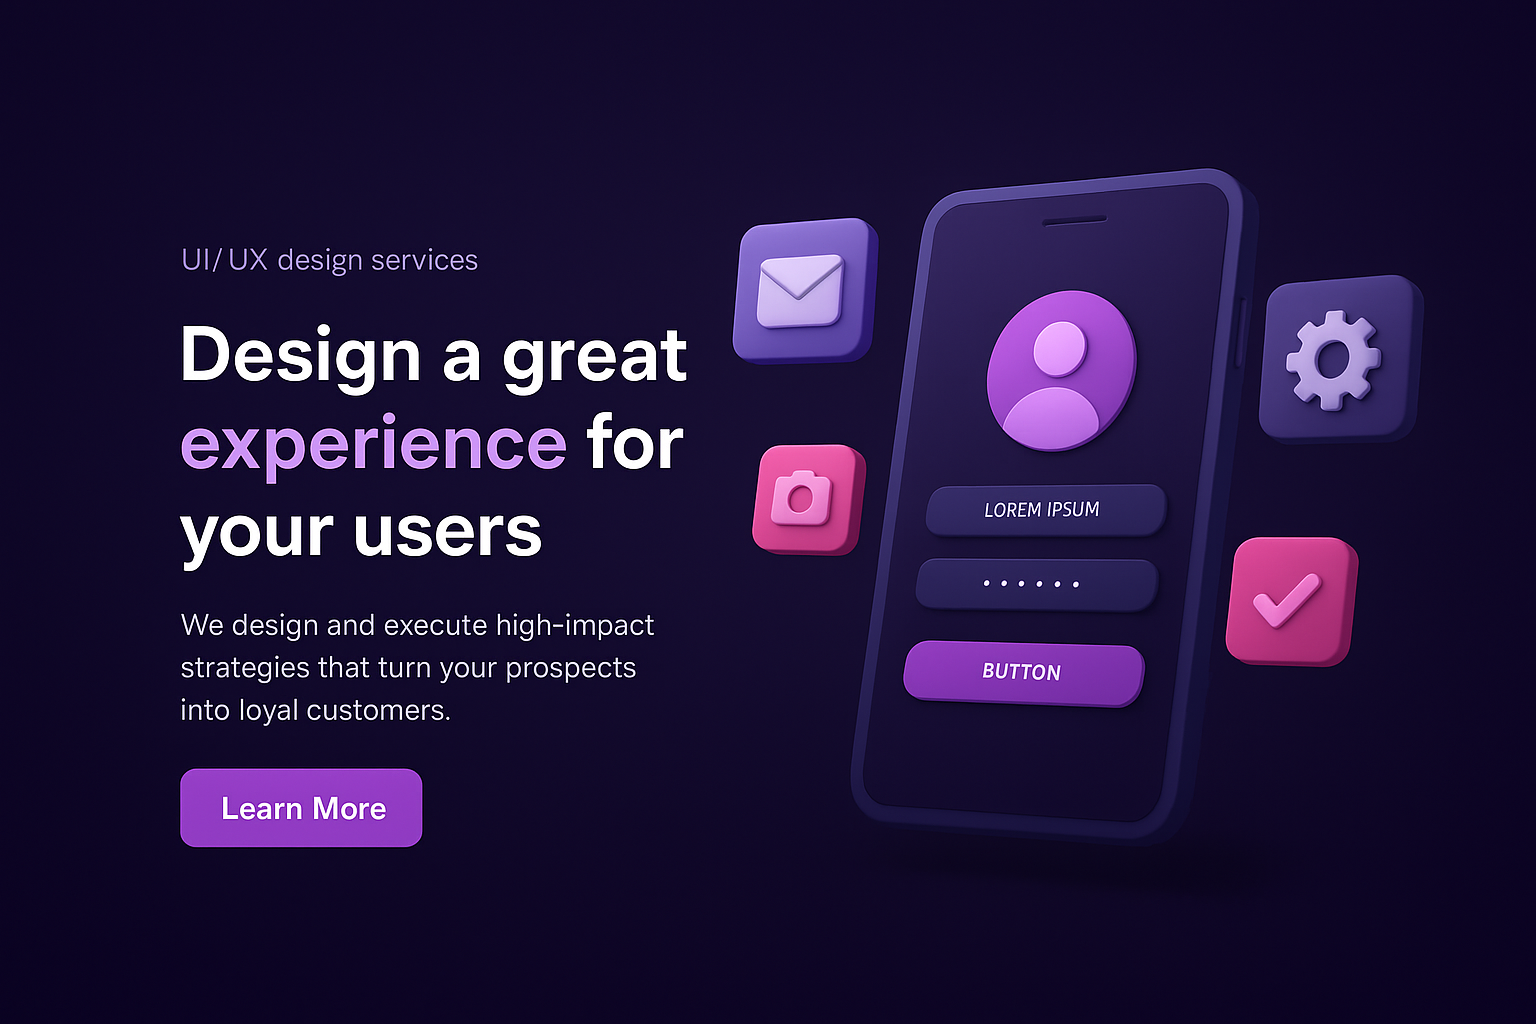 UI/UX design services
Design a great
experience for
your users
We design and execute high-impact
strategies that turn your prospects
into loyal customers.
Learn More
LOREM IPSUM
BUTTON